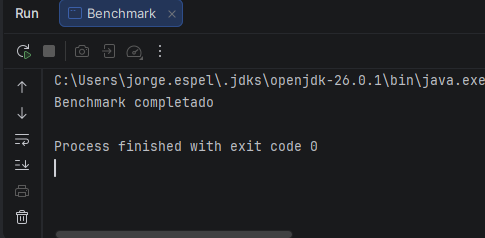 Run
Benchmark
C:\Users\jorge.espel\.jdks\openjdk-26.0.1\bin\java.exe
Benchmark completado
Process finished with exit code 0